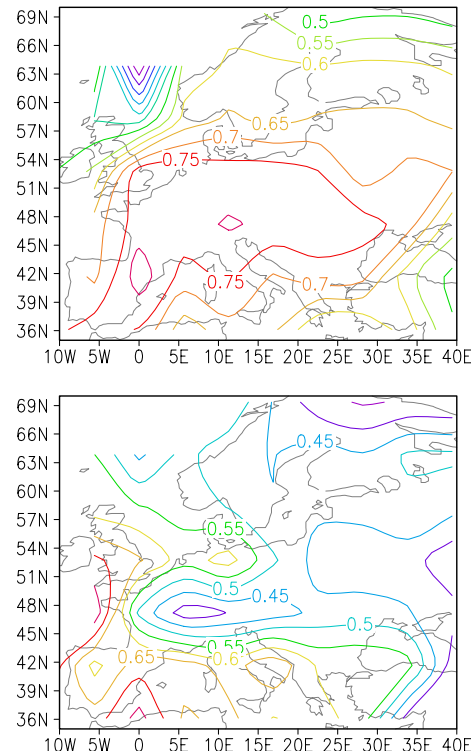 69N 0.5
66N 0.55
63N 0.6
60N
57N 0.65
54N 0.75 0.7
51N
48N
45N
42N 0.75
39N 0.7
36N
10W 5W 0 5E 10E 15E 20E 25E 30E 35E 40E
69N
66N 0.45
63N
60N
57N 0.55
54N
51N 0.5
48N 0.45
45N 0.5
42N 0.65 0.55 0.6
39N
36N
10W 5W 0 5E 10E 15E 20E 25E 30E 35E 40E